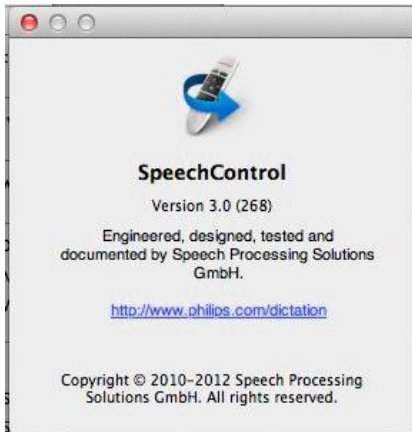 SpeechControl
Version 3.0 (268)
Engineered, designed, tested and
documented by Speech Processing Solutions
GmbH.
http://www.philips.com/dictation
Copyright © 2010–2012 Speech Processing
Solutions GmbH. All rights reserved.